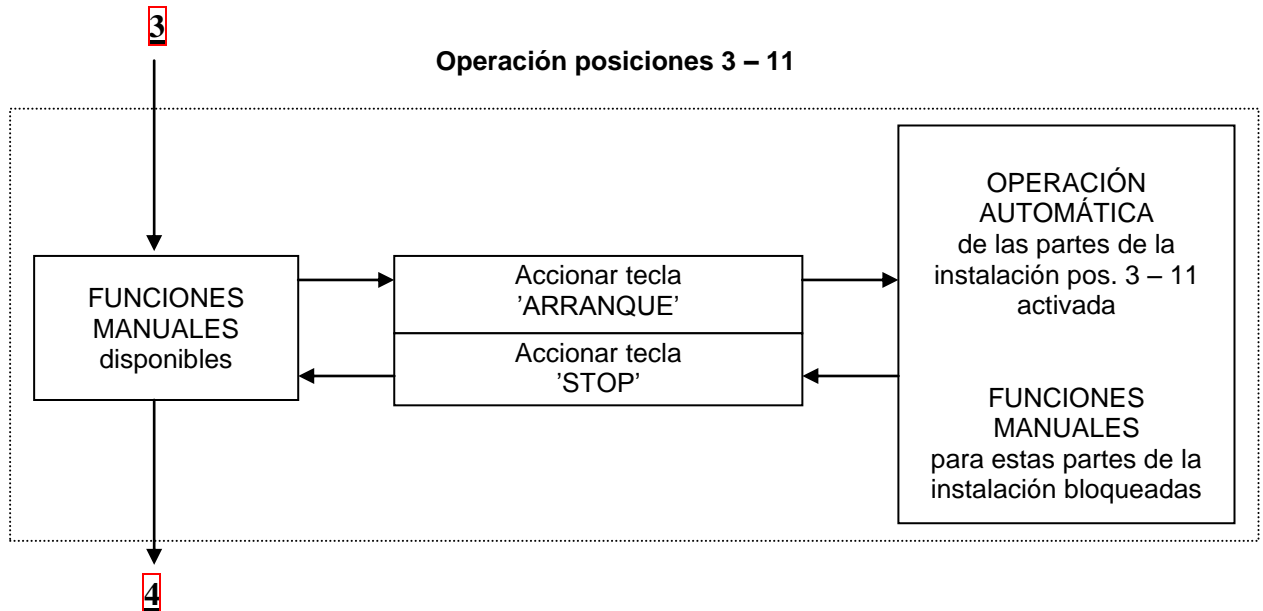 3
Operación posiciones 3 – 11
FUNCIONES
MANUALES
disponibles
Accionar tecla
’ARRANQUE’
Accionar tecla
’STOP’
OPERACIÓN
AUTOMÁTICA
de las partes de la
instalación pos. 3 – 11
activada
FUNCIONES
MANUALES
para estas partes de la
instalación bloqueadas
4